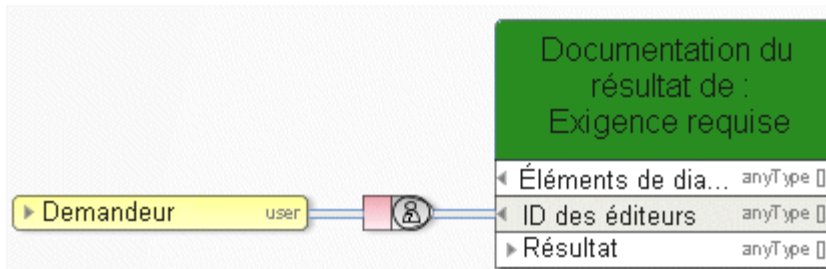 Documentation du
résultat de :
Exigence requise
Éléments de dia... anyType []
Demandeur user
ID des éditeurs anyType []
Résultat anyType []